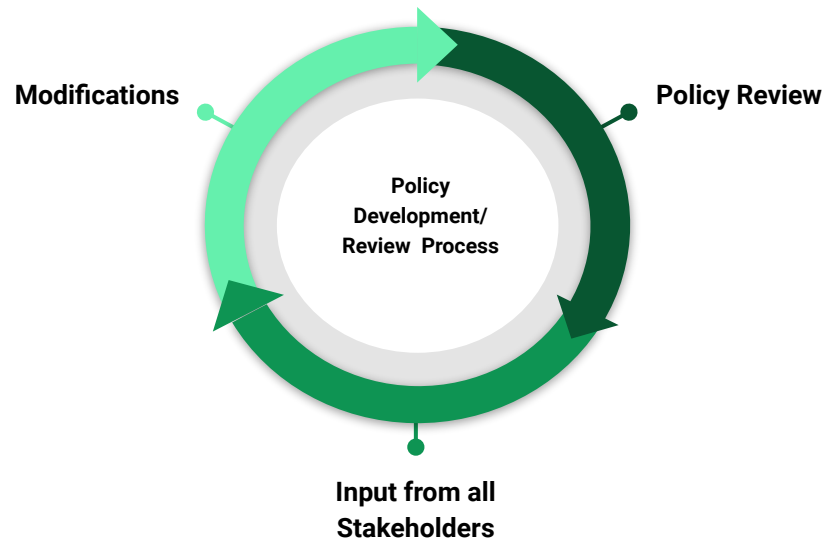 Modifications
Policy Review
Policy
Development/
Review Process
Input from all
Stakeholders